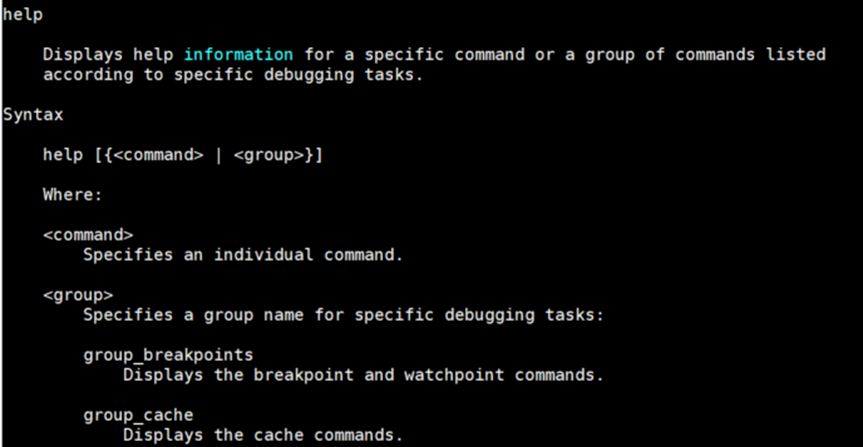 help
Displays help information for a specific command or a group of commands listed
according to specific debugging tasks.
Syntax
help [{<command> | <group>}]
Where:
<command>
Specifies an individual command.
<group>
Specifies a group name for specific debugging tasks:
group_breakpoints
Displays the breakpoint and watchpoint commands.
group_cache
Displays the cache commands.